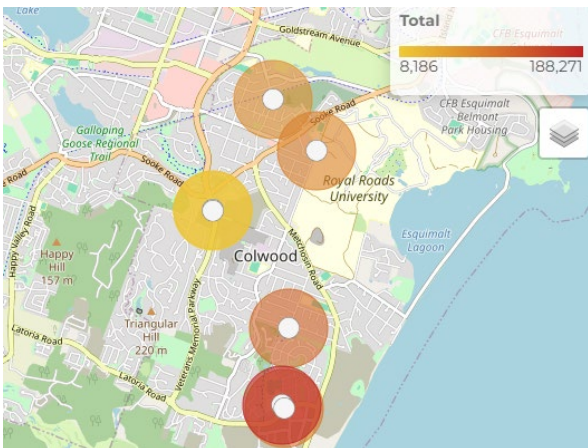 Lake
Goldstream Avenue
Total
8,186 188,271
CFB Esquimalt
CFB Esquimalt
Belmont
Park Housing
Galloping
Goose Regional
Trail
Sooke Road
Sooke Road
Royal Roads
University
Esquimalt
Lagoon
Happy Valley Road
Happy
Hill
157 m
Colwood
Metchosin Road
Veterans Memorial Parkway
Triangular
Hill
220 m
Latoria Road
Latoria Road